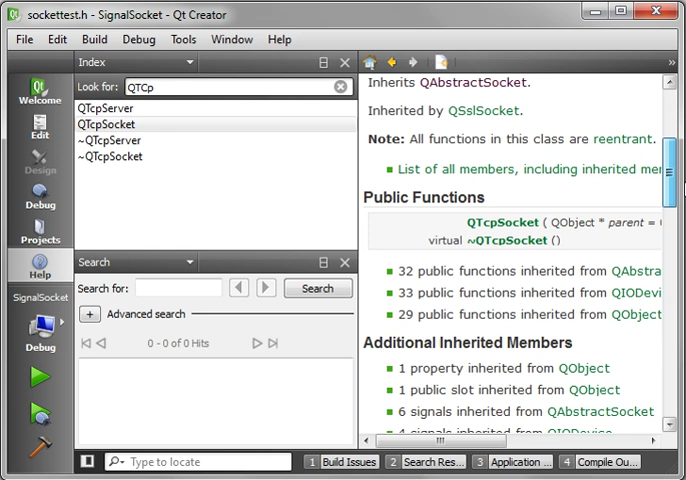 sockettest.h - SignalSocket - Qt Creator
File Edit Build Debug Tools Window Help
Index
Look for: QTCp
QTcpServer
QTcpSocket
~QTcpServer
~QTcpSocket
Welcome
Edit
Design
Debug
Projects
Help
SignalSocket
Debug
Search
Search for: Search
+ Advanced search
0 - 0 of 0 Hits
»
Inherits QAbstractSocket.
Inherited by QSslSocket.
Note: All functions in this class are reentrant.
List of all members, including inherited mem
Public Functions
QTcpSocket ( QObject * parent =
virtual ~QTcpSocket ()
32 public functions inherited from QAbstra
33 public functions inherited from QIODevi
29 public functions inherited from QObject
Additional Inherited Members
1 property inherited from QObject
1 public slot inherited from QObject
6 signals inherited from QAbstractSocket
4 signals inherited from QIODevice
Type to locate 1 Build Issues 2 Search Res... 3 Application ... 4 Compile Ou...